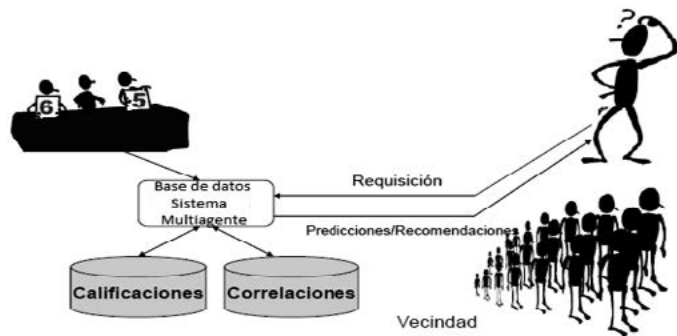 ?
6 5
Requisición
Base de datos
Sistema
Multiagente
Predicciones/Recomendaciones
Calificaciones
Correlaciones
Vecindad